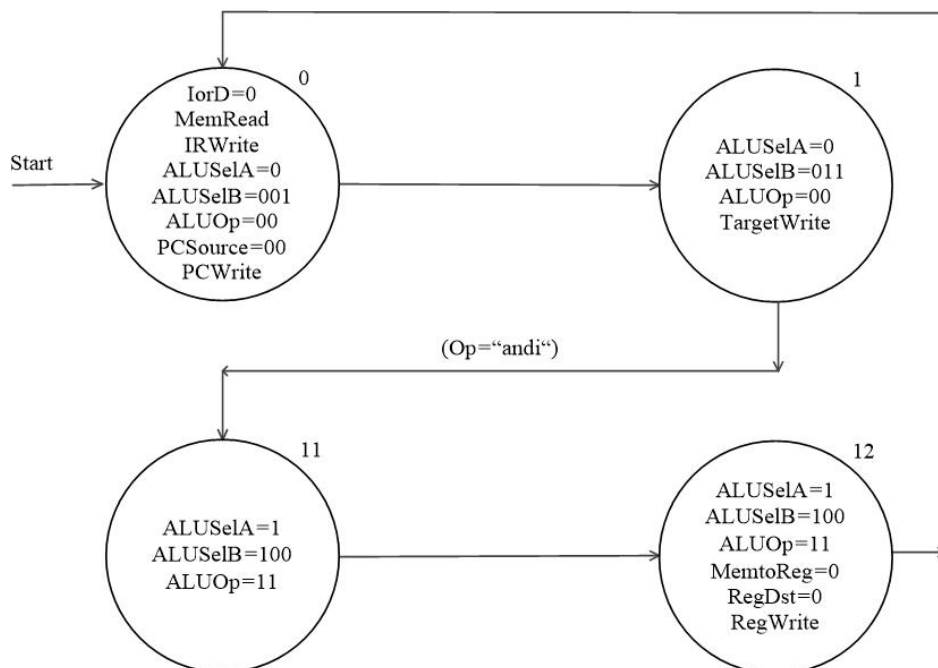 Start
0
IorD=0
MemRead
IRWrite
ALUSelA=0
ALUSelB=001
ALUOp=00
PCSource=00
PCWrite
1
ALUSelA=0
ALUSelB=011
ALUOp=00
TargetWrite
(Op=“andi“)
11
ALUSelA=1
ALUSelB=100
ALUOp=11
12
ALUSelA=1
ALUSelB=100
ALUOp=11
MemtoReg=0
RegDst=0
RegWrite